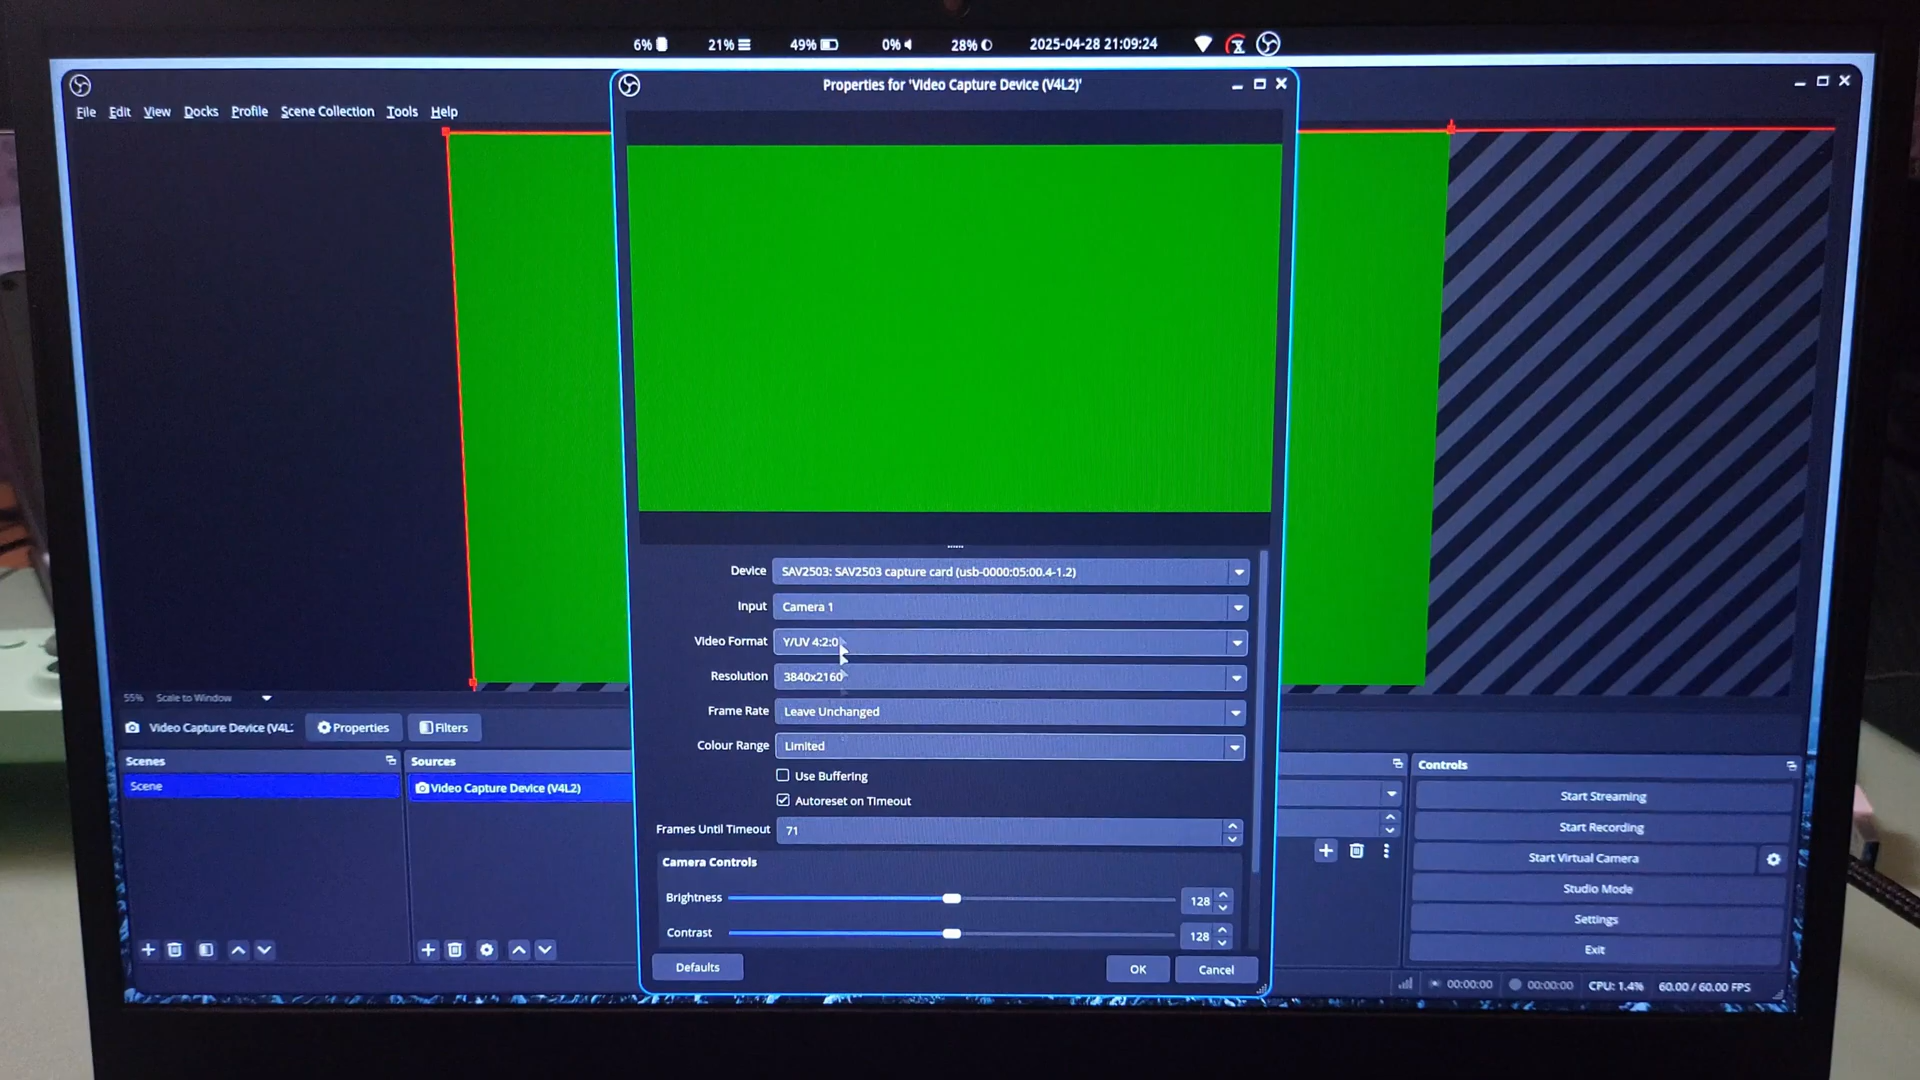 6% 21% 49% 0% 28% 2025-04-28 21:09:24
Properties for 'Video Capture Device (V4L2)'
File Edit View Docks Profile Scene Collection Tools Help
Device SAV2503: SAV2503 capture card (usb-0000:05:00.4-1.2)
Input Camera 1
Video Format Y/UV 4:2:0
Resolution 3840x2160
Frame Rate Leave Unchanged
Colour Range Limited
Use Buffering
Autoreset on Timeout
Frames Until Timeout 71
Camera Controls
Brightness 128
Contrast 128
Defaults OK Cancel
55% Scale to Window
Video Capture Device (V4L: Properties Filters
Scenes
Scene
Sources
Video Capture Device (V4L2)
Controls
Start Streaming
Start Recording
Start Virtual Camera
Studio Mode
Settings
Exit
00:00:00 00:00:00 CPU: 1.4% 60.00 / 60.00 FPS